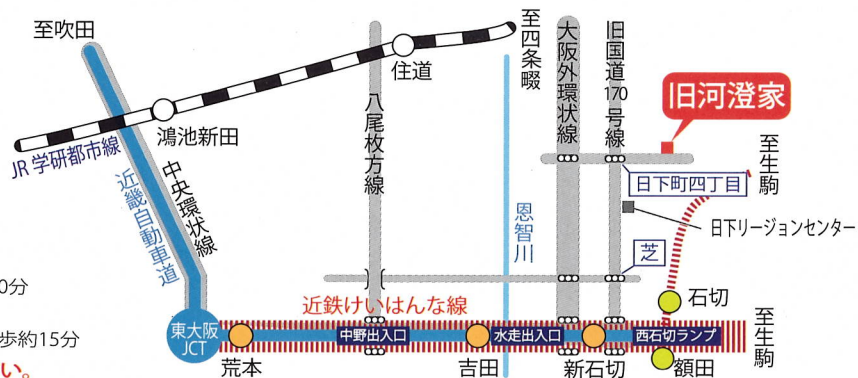 至吹田
住道
至四条畷
大阪外環状線
旧国道170号線
旧河澄家
鴻池新田
八尾枚方線
JR学研都市線
中央環状線
近畿自動車道
至生駒
日下町四丁目
恩智川
日下リージョンセンター
芝
0分
近鉄けいはんな線
石切
歩約15分
東大阪
JCT
中野出入口
水走出入口
西石切ランプ
至生駒
い。
荒本
吉田
新石切
額田